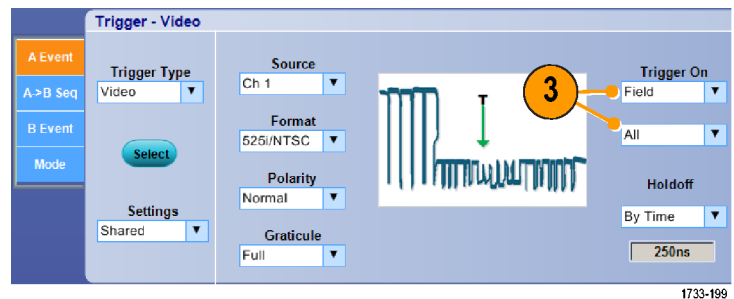 Trigger - Video
A Event
A->B Seq
B Event
Mode
Trigger Type
Video
Select
Settings
Shared
Source
Ch 1
Format
525i/NTSC
Polarity
Normal
Graticule
Full
T
3
Trigger On
Field
All
Holdoff
By Time
250ns
1733-199